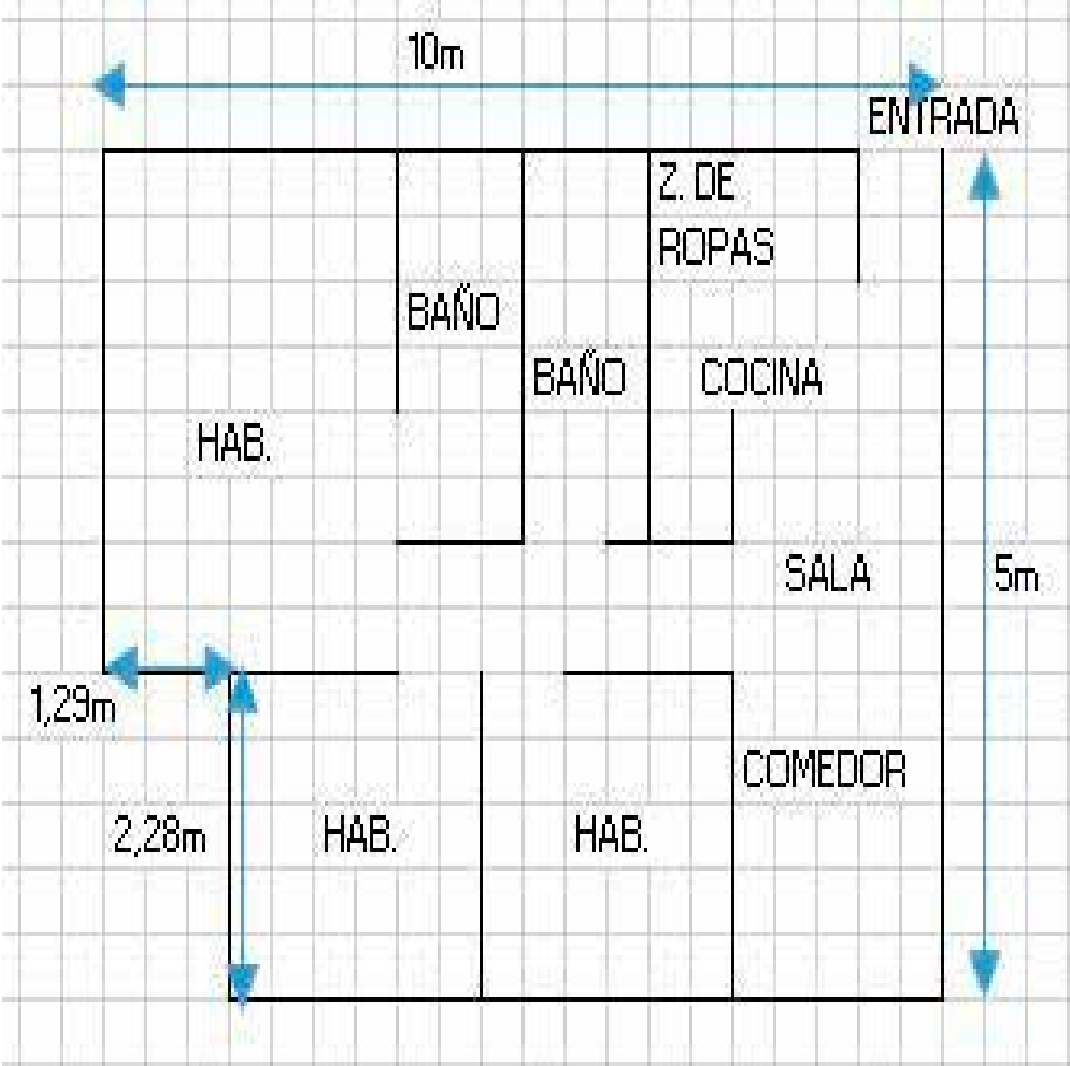 10m
ENTRADA
Z. DE
ROPAS
BAÑO
BAÑO
COCINA
HAB.
SALA
5m
1,29m
COMEDOR
2,28m
HAB.
HAB.